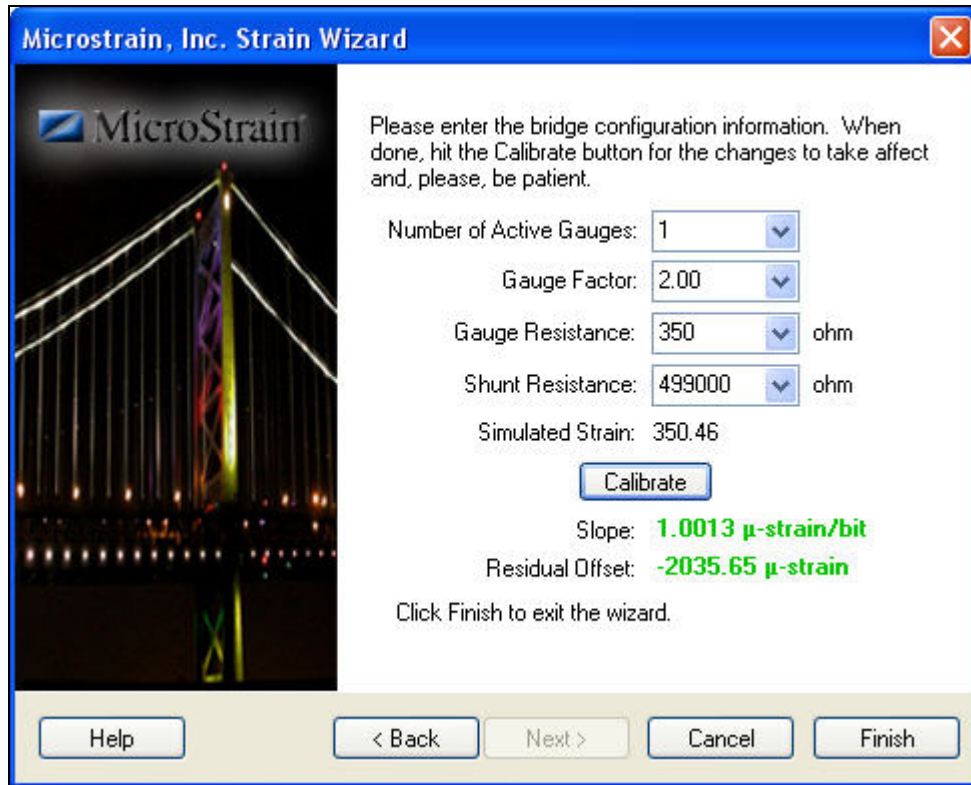 Microstrain, Inc. Strain Wizard
MicroStrain
Please enter the bridge configuration information. When
done, hit the Calibrate button for the changes to take affect
and, please, be patient.
Number of Active Gauges: 1
Gauge Factor: 2.00
Gauge Resistance: 350 ohm
Shunt Resistance: 499000 ohm
Simulated Strain: 350.46
Calibrate
Slope: 1.0013 µ-strain/bit
Residual Offset: -2035.65 µ-strain
Click Finish to exit the wizard.
Help < Back Next > Cancel Finish